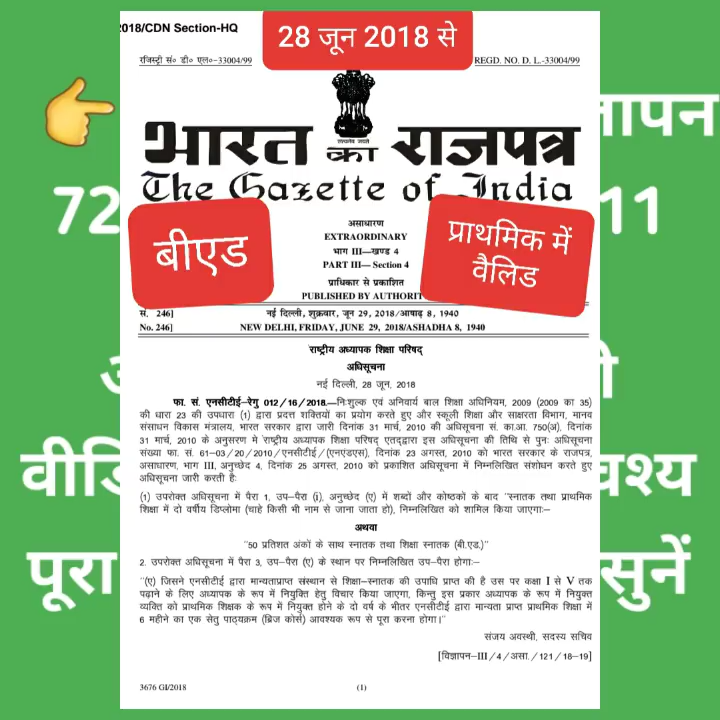 2018/CDN Section-HQ
28 जून 2018 से
रजिस्ट्री सं० डी० एल०-33004/99
REGD. NO. D. L.-33004/99
सत्यमेव जयते
भारत का राजपत्र
The Gazette of India
बीएड
प्राथमिक में
वैलिड
असाधारण
EXTRAORDINARY
भाग III—खण्ड 4
PART III—Section 4
प्राधिकार से प्रकाशित
PUBLISHED BY AUTHORIT
सं. 246]
नई दिल्ली, शुक्रवार, जून 29, 2018/आषाढ़ 8, 1940
No. 246]
NEW DELHI, FRIDAY, JUNE 29, 2018/ASHADHA 8, 1940
राष्ट्रीय अध्यापक शिक्षा परिषद्
अधिसूचना
नई दिल्ली, 28 जून, 2018
फा. सं. एनसीटीई–रेगु 012/16/2018.—निःशुल्क एवं अनिवार्य बाल शिक्षा अधिनियम, 2009 (2009 का 35)
की धारा 23 की उपधारा (1) द्वारा प्रदत्त शक्तियों का प्रयोग करते हुए और स्कूली शिक्षा और साक्षरता विभाग, मानव
संसाधन विकास मंत्रालय, भारत सरकार द्वारा जारी दिनांक 31 मार्च, 2010 की अधिसूचना सं. का.आ. 750(अ), दिनांक
31 मार्च, 2010 के अनुसरण मे राष्ट्रीय अध्यापक शिक्षा परिषद् एतद्द्वारा इस अधिसूचना की तिथि से पुनः अधिसूचना
संख्या फा. सं. 61–03/20/2010/एनसीटीई/(एनएंडएस), दिनांक 23 अगस्त, 2010 को भारत सरकार के राजपत्र,
असाधारण, भाग III, अनुच्छेद 4, दिनांक 25 अगस्त, 2010 को प्रकाशित अधिसूचना में निम्नलिखित संशोधन करते हुए
अधिसूचना जारी करती हैः
(1) उपरोक्त अधिसूचना में पैरा 1, उप–पैरा (i), अनुच्छेद (ए) में शब्दों और कोष्ठको के बाद "स्नातक तथा प्राथमिक
शिक्षा में दो वर्षीय डिप्लोमा (चाहे किसी भी नाम से जाना जाता हो), निम्नलिखित को शामिल किया जाएगाः—
अथवा
"50 प्रतिशत अंकों के साथ स्नातक तथा शिक्षा स्नातक (बी.एड.)"
2. उपरोक्त अधिसूचना में पैरा 3, उप–पैरा (ए) के स्थान पर निम्नलिखित उप–पैरा होगाः—
"(ए) जिसने एनसीटीई द्वारा मान्यताप्राप्त संस्थान से शिक्षा–स्नातक की उपाधि प्राप्त की है उस पर कक्षा I से V तक
पढ़ाने के लिए अध्यापक के रूप में नियुक्ति हेतु विचार किया जाएगा, किन्तु इस प्रकार अध्यापक के रूप में नियुक्त
व्यक्ति को प्राथमिक शिक्षक के रूप में नियुक्त होने के दो वर्ष के भीतर एनसीटीई द्वारा मान्यता प्राप्त प्राथमिक शिक्षा में
6 महीने का एक सेतु पाठ्यक्रम (ब्रिज कोर्स) आवश्यक रूप से पूरा करना होगा।"
संजय अवस्थी, सदस्य सचिव
[विज्ञापन–III/4/असा./121/18–19]
3676 GI/2018
(1)
72
11
पूरा
सुनें